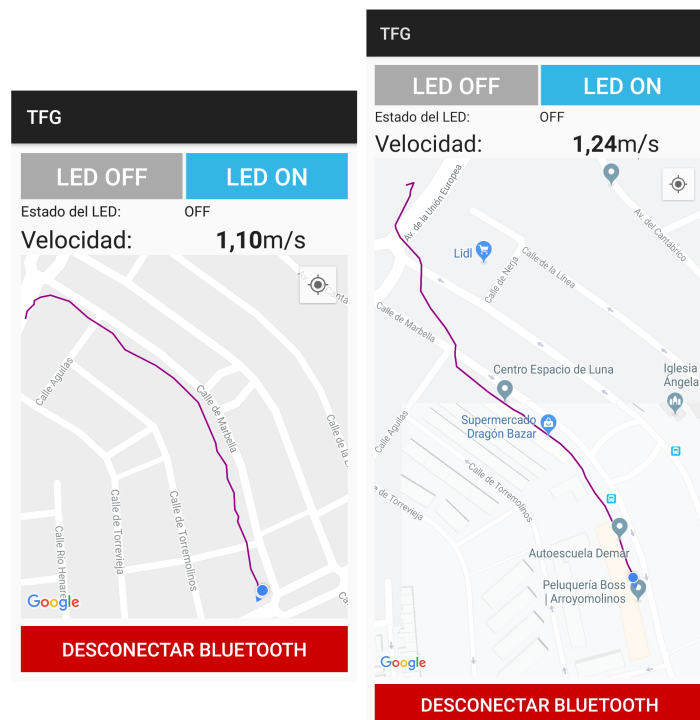 TFG
LED OFF
LED ON
Estado del LED:
OFF
Velocidad:
1,10m/s
Calle Aguilas
Calle de Marbella
Calle de la L
Calle de Torrevieja
Calle de Torremolinos
Calle Río Henares
Google
DESCONECTAR BLUETOOTH
TFG
LED OFF
LED ON
Estado del LED:
OFF
Velocidad:
1,24m/s
Av. de la Unión Europea
Av. del Cantábrico
Lidl
Calle de Nerja
Calle de la Línea
Calle de Marbella
Centro Espacio de Luna
Iglesia
Ángela
Supermercado
Dragón Bazar
Calle Aguilas
Calle de Torremolinos
e de Torrevieja
Autoescuela Demar
Peluquería Boss
| Arroyomolinos
Google
DESCONECTAR BLUETOOTH